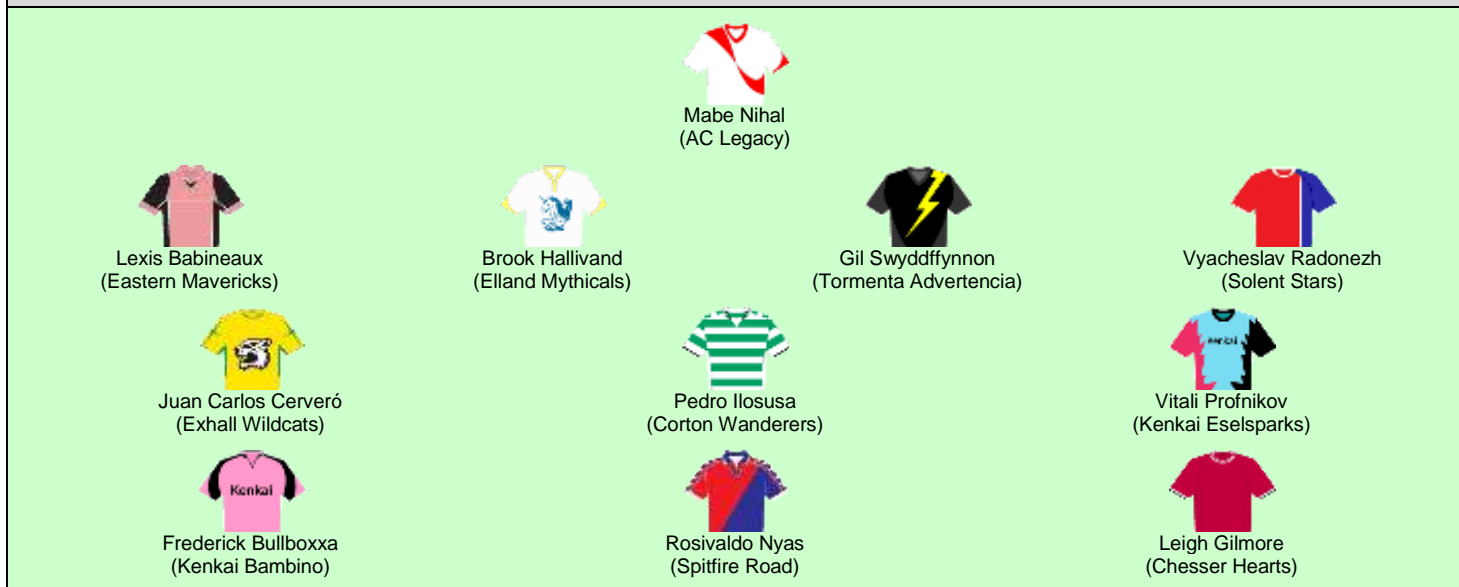 Mabe Nihal
(AC Legacy)
Lexis Babineaux
(Eastern Mavericks)
Brook Hallivand
(Elland Mythicals)
Gil Swyddffynnon
(Tormenta Advertencia)
Vyacheslav Radonezh
(Solent Stars)
Juan Carlos Cerveró
(Exhall Wildcats)
Pedro Ilosusa
(Corton Wanderers)
Kenkai
Vitali Profnikov
(Kenkai Eselsparks)
Kenkai
Frederick Bullboxxa
(Kenkai Bambino)
Rosivaldo Nyas
(Spitfire Road)
Leigh Gilmore
(Chesser Hearts)